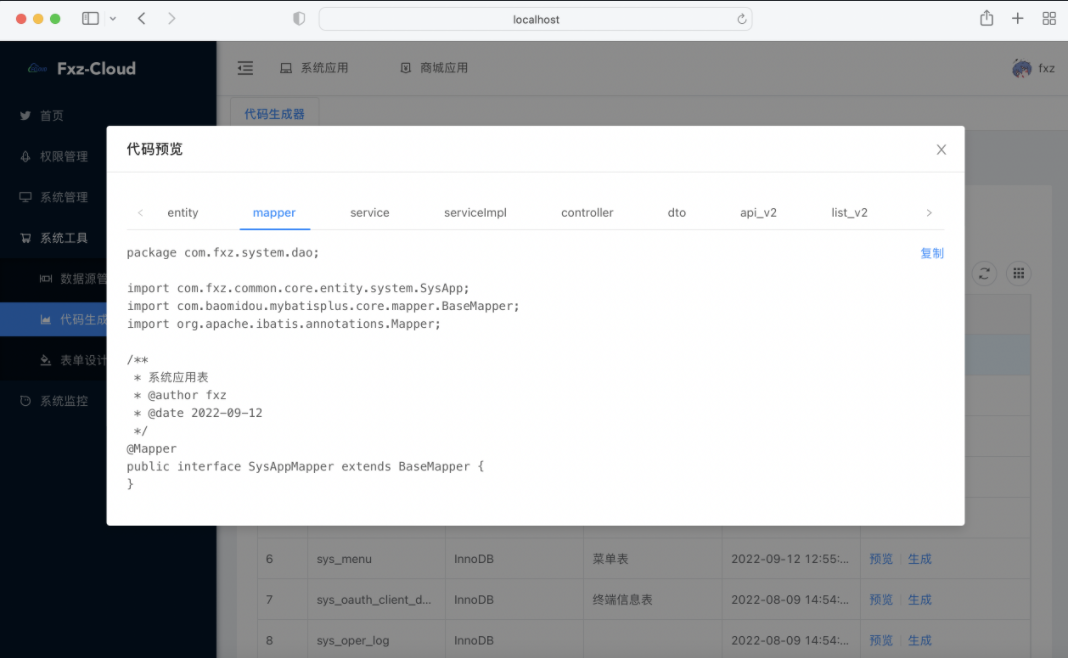 localhost
Fxz-Cloud
系统应用
商城应用
fxz
首页
代码生成器
权限管理
系统管理
系统工具
数据源管
代码生成
表单设计
系统监控
代码预览
entity
mapper
service
serviceImpl
controller
dto
api_v2
list_v2
复制
package com.fxz.system.dao;
import com.fxz.common.core.entity.system.SysApp;
import com.baomidou.mybatisplus.core.mapper.BaseMapper;
import org.apache.ibatis.annotations.Mapper;
/**
* 系统应用表
* @author fxz
* @date 2022-09-12
*/
@Mapper
public interface SysAppMapper extends BaseMapper {
}
6 sys_menu InnoDB 菜单表 2022-09-12 12:55:... 预览 生成
7 sys_oauth_client_d... InnoDB 终端信息表 2022-08-09 14:54:... 预览 生成
8 sys_oper_log InnoDB 2022-08-09 14:54:... 预览 生成